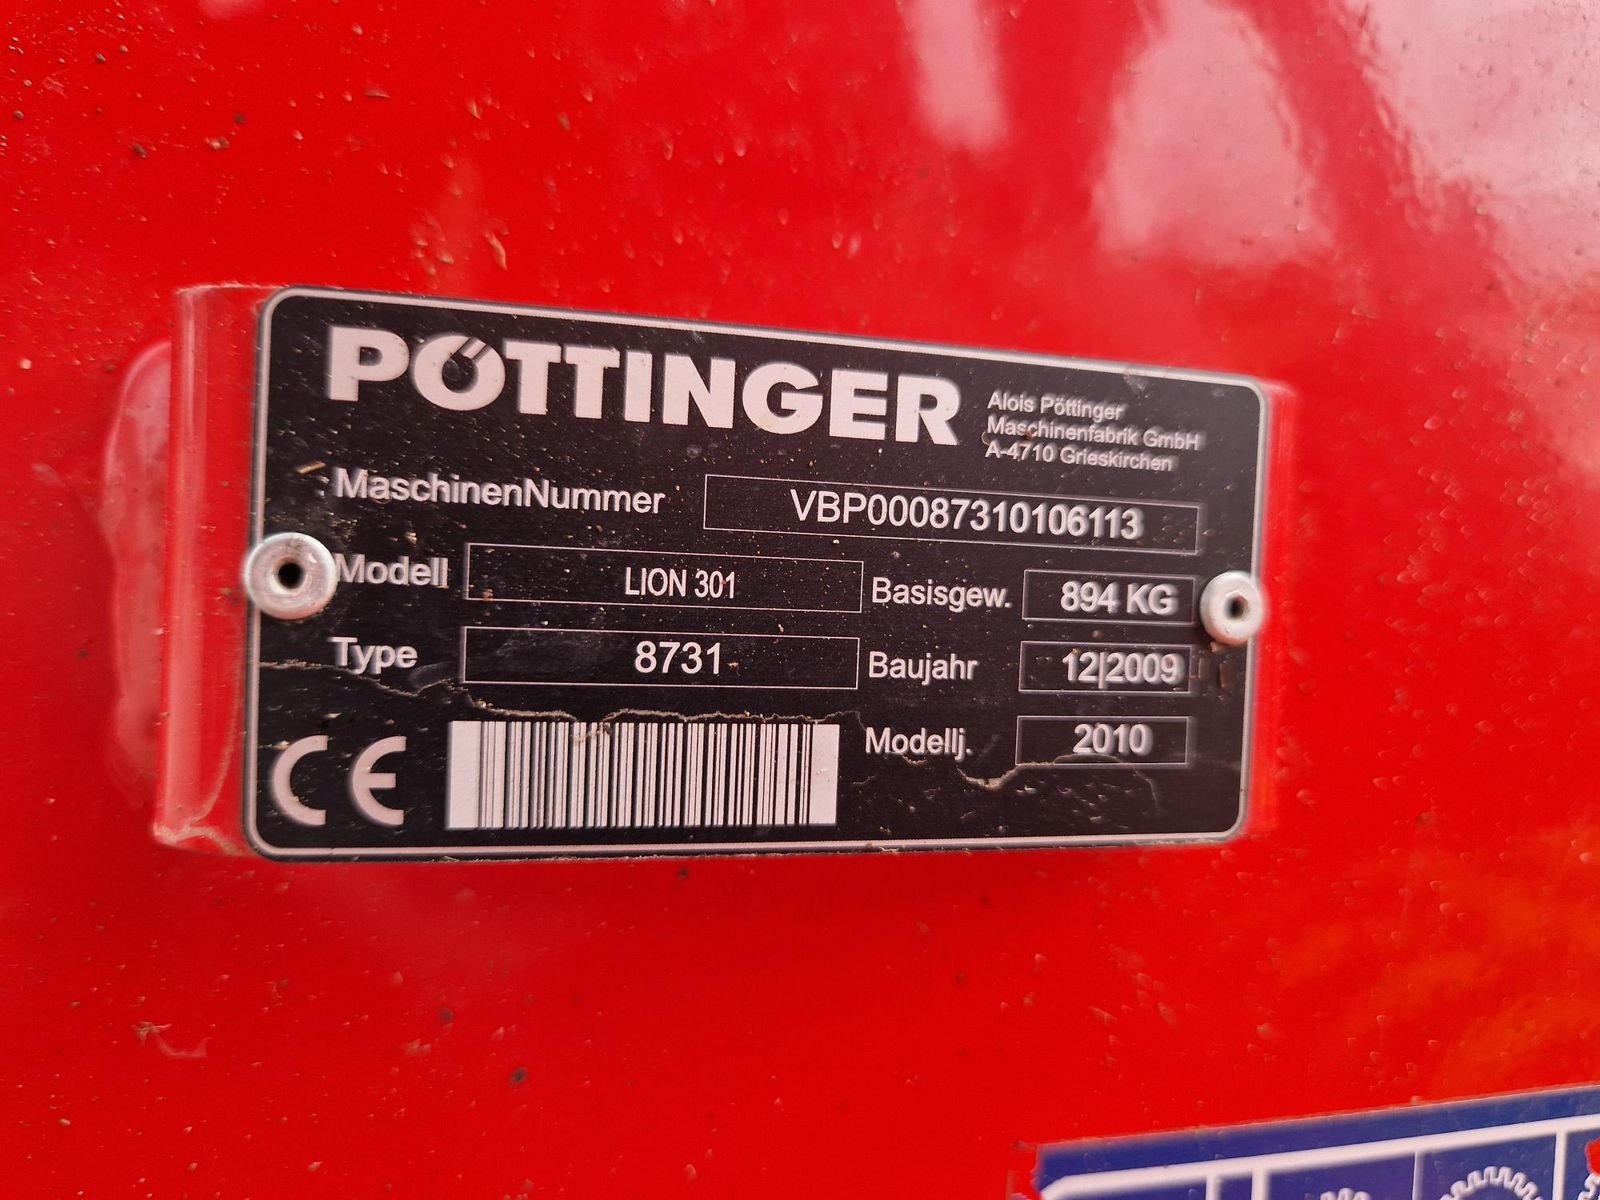 PÖTTINGER
Alois Pöttinger
Maschinenfabrik GmbH
A-4710 Grieskirchen
MaschinenNummer VBP00087310106113
Modell LION 301 Basisgew. 894 KG
Type 8731 Baujahr 12|2009
CE Modellj. 2010